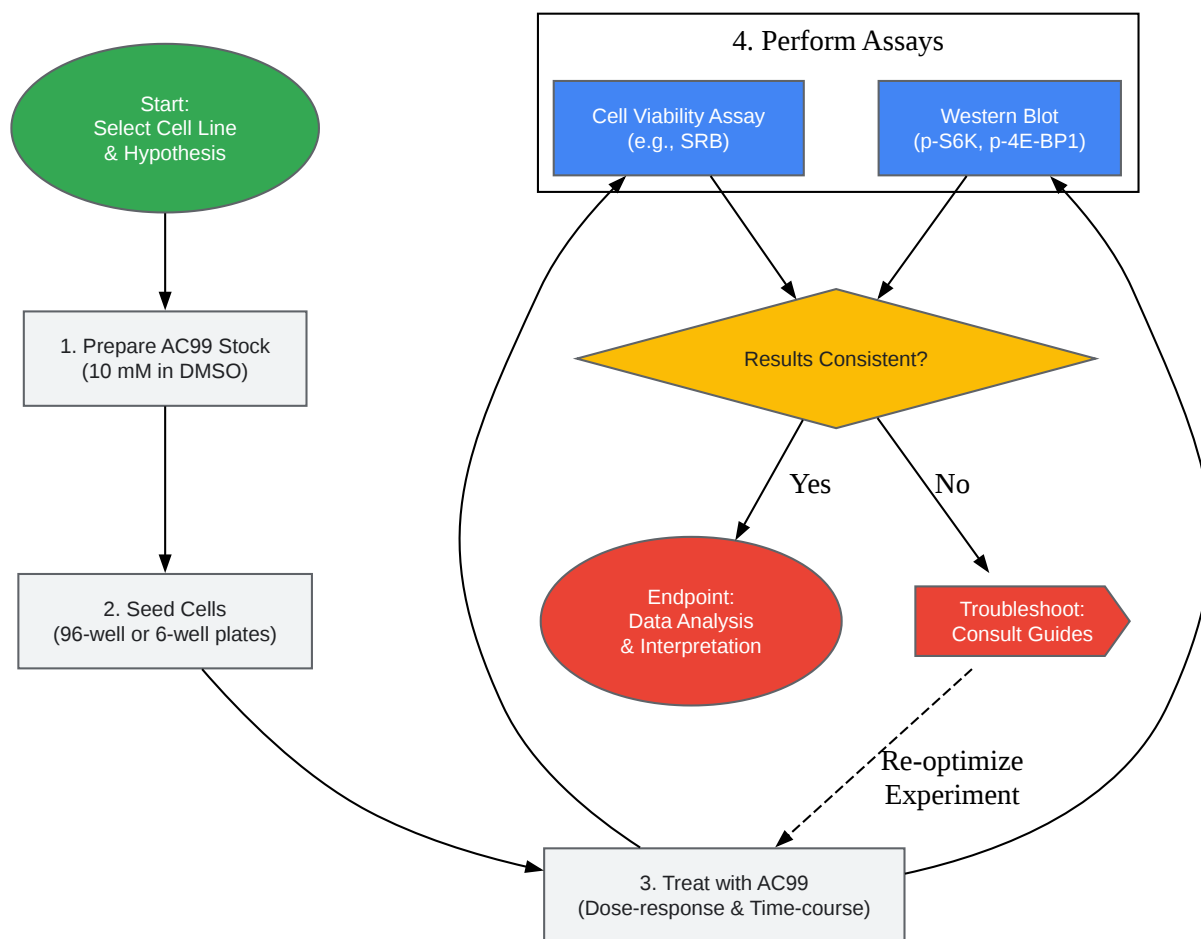 Start:
Select Cell Line
& Hypothesis
1. Prepare AC99 Stock
(10 mM in DMSO)
2. Seed Cells
(96-well or 6-well plates)
3. Treat with AC99
(Dose-response & Time-course)
4. Perform Assays
Cell Viability Assay
(e.g., SRB)
Western Blot
(p-S6K, p-4E-BP1)
Results Consistent?
Yes
No
Endpoint:
Data Analysis
& Interpretation
Troubleshoot:
Consult Guides
Re-optimize
Experiment